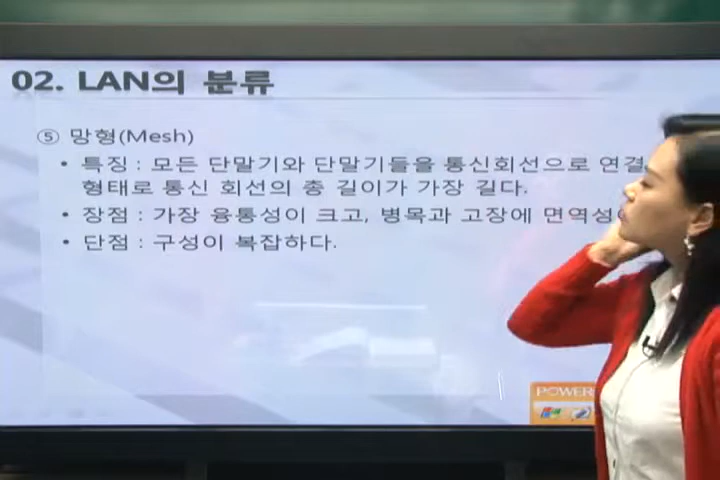 02. LAN의 분류
⑤ 망형(Mesh)
• 특징 : 모든 단말기와 단말기들을 통신회선으로 연결
형태로 통신 회선의 총 길이가 가장 길다.
• 장점 : 가장 융통성이 크고, 병목과 고장에 면역성
• 단점 : 구성이 복잡하다.
POWER